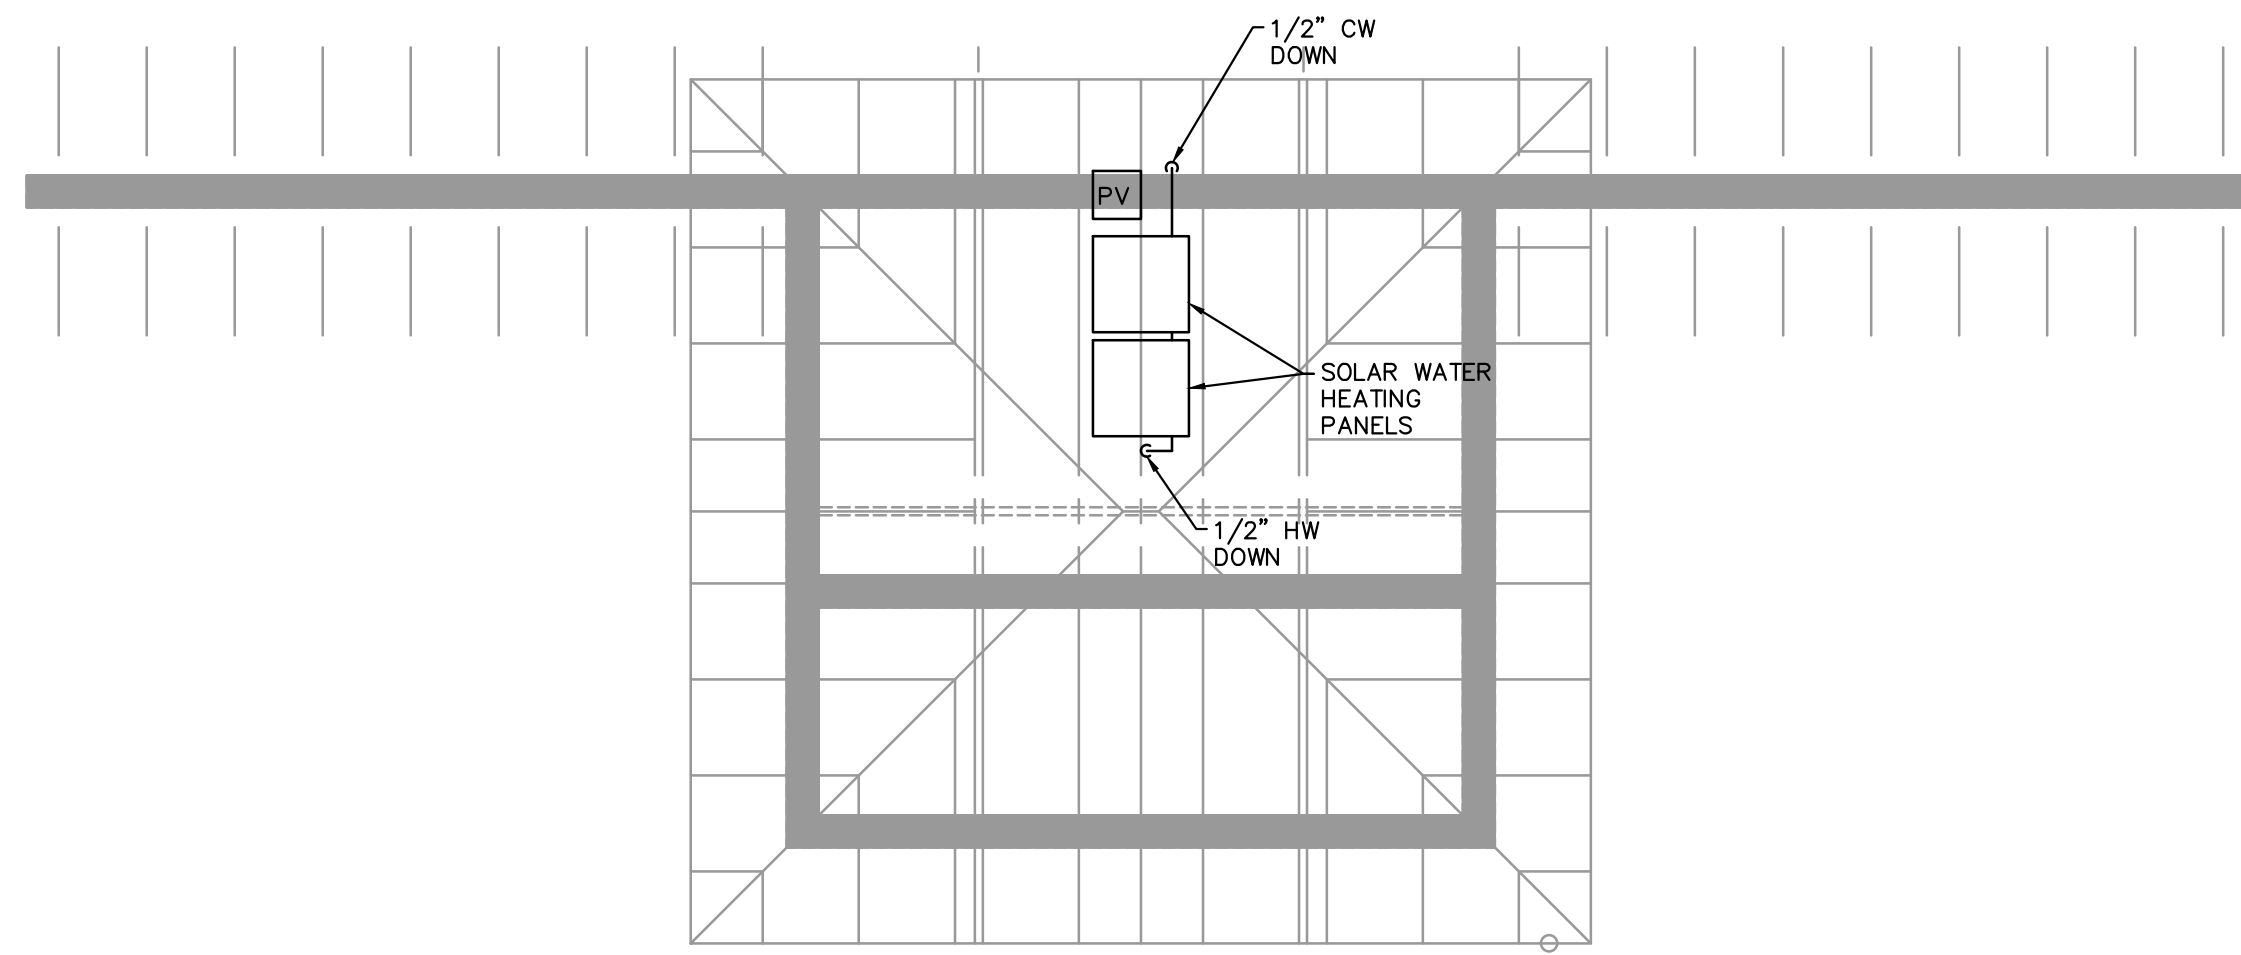 1/2” CW
DOWN
PV
SOLAR WATER
HEATING
PANELS
1/2” HW
DOWN